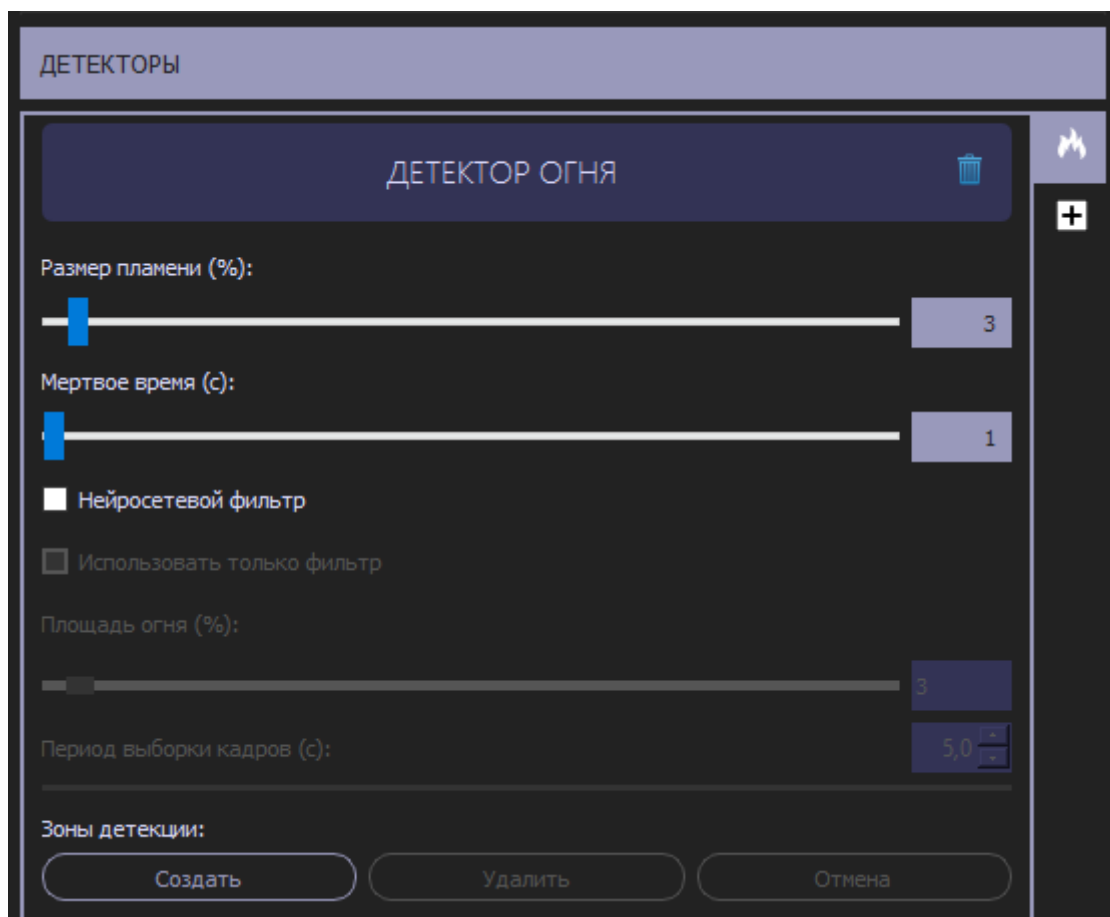 ДЕТЕКТОРЫ
ДЕТЕКТОР ОГНЯ
Размер пламени (%):
3
Мертвое время (с):
1
Нейросетевой фильтр
Использовать только фильтр
Площадь огня (%):
3
Период выборки кадров (с):
5,0
Зоны детекции:
Создать
Удалить
Отмена